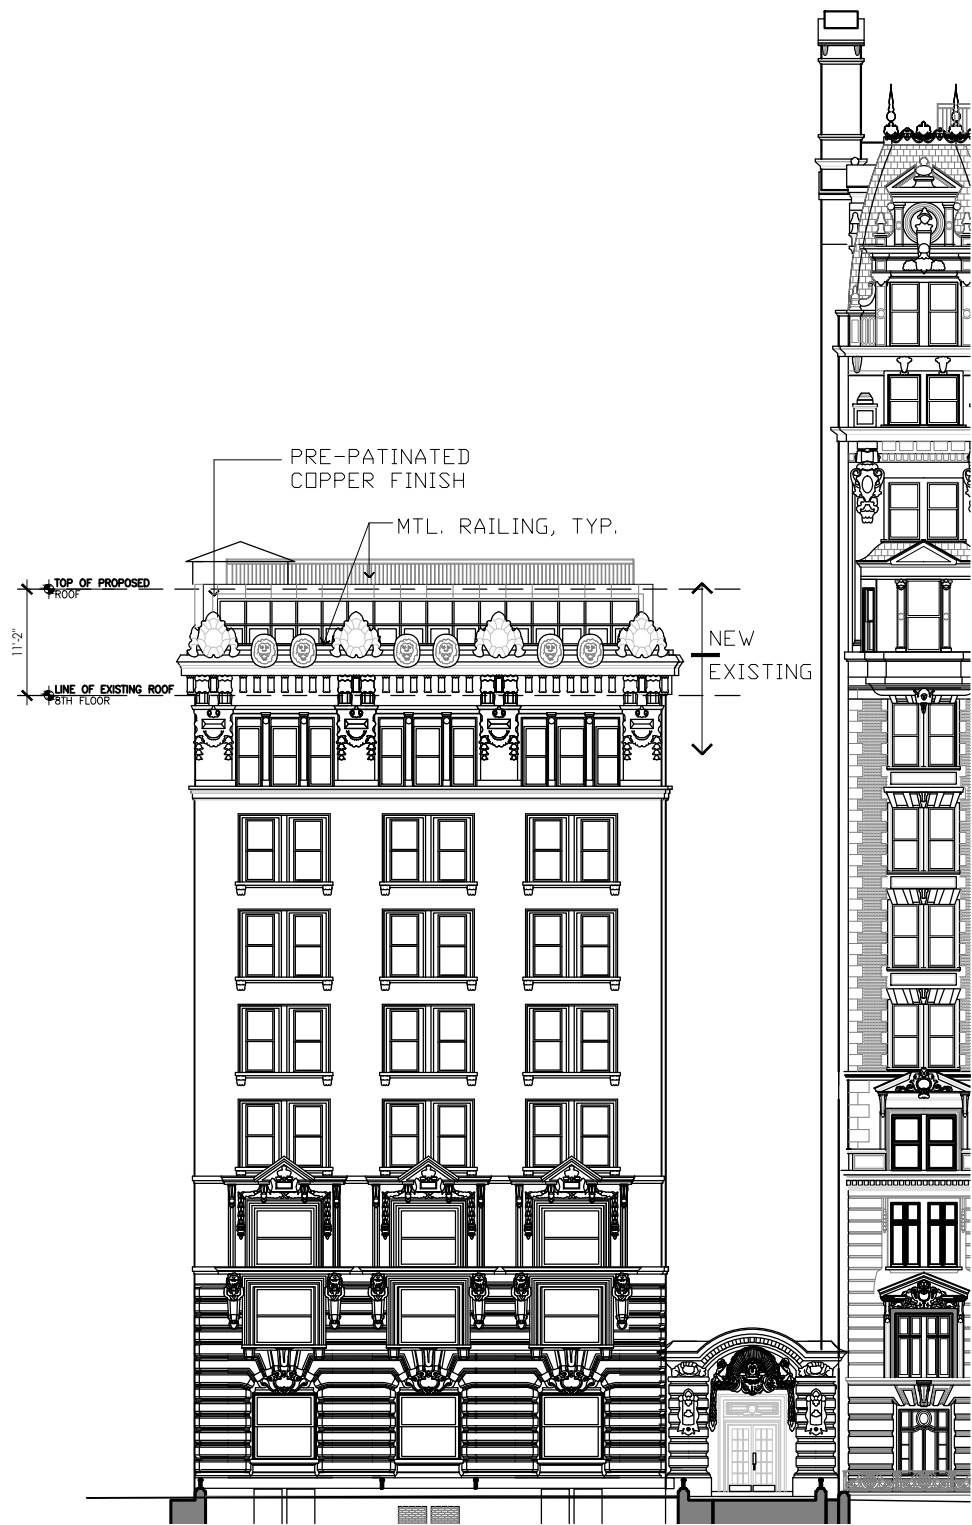 PRE-PATINATED
COPPER FINISH
MTL. RAILING, TYP.
TOP OF PROPOSED
ROOF
11'-2"
NEW
EXISTING
LINE OF EXISTING ROOF
8TH FLOOR